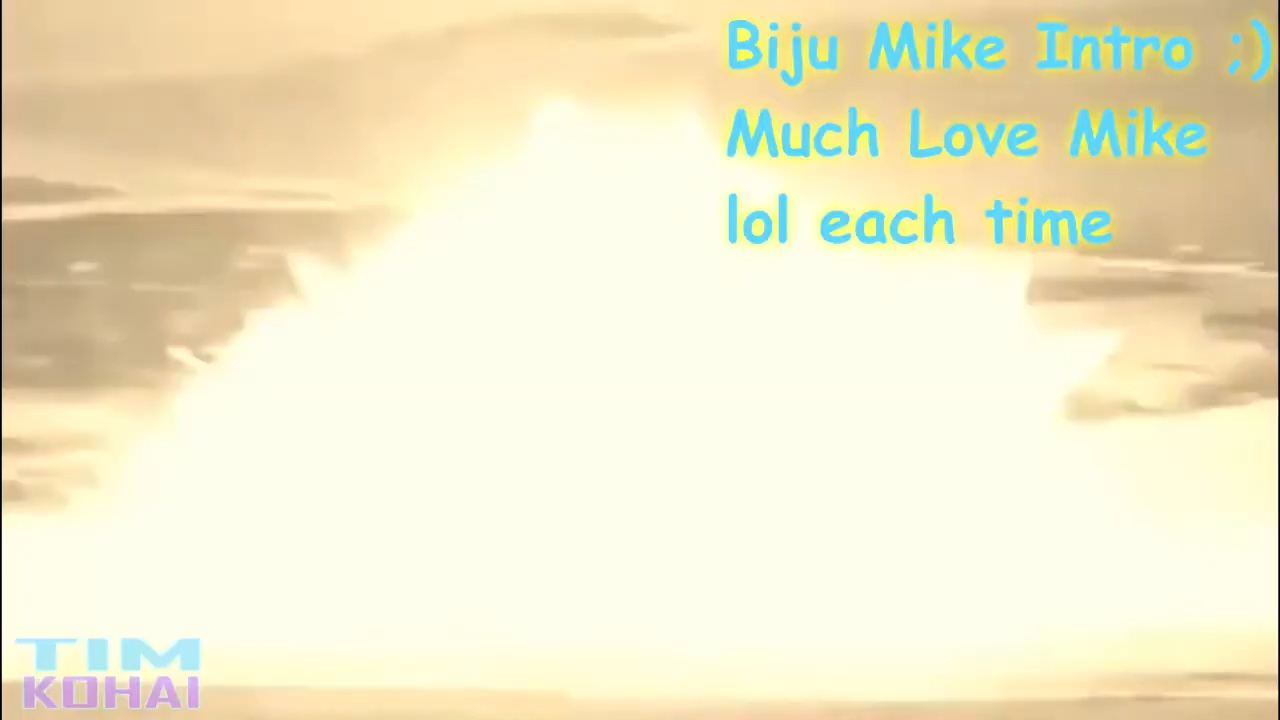 Biju Mike Intro ;)
Much Love Mike
lol each time
TIM
KOHAI